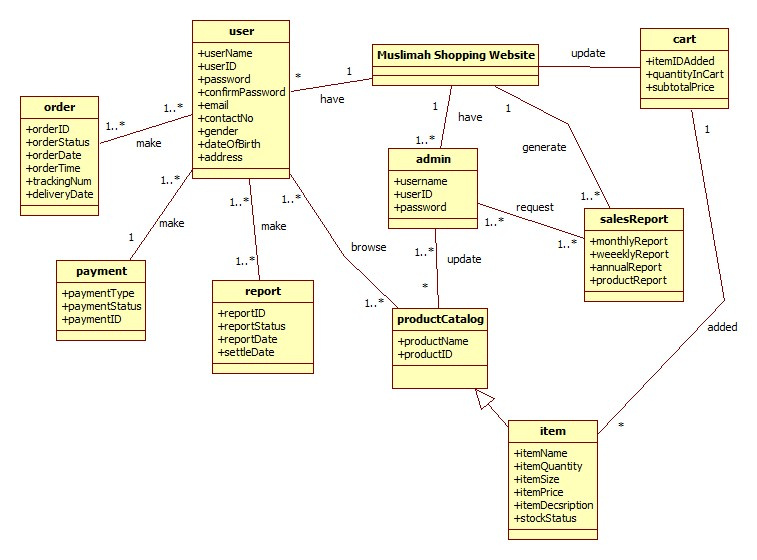 user
+userName
+userID
+password
+confirmPassword
+email
+contactNo
+gender
+dateOfBirth
+address
Muslimah Shopping Website
cart
+itemIDAdded
+quantityInCart
+subtotalPrice
update
*
1
have
order
+orderID
+orderStatus
+orderDate
+orderTime
+trackingNum
+deliveryDate
1..*
1..*
make
1
have
1..*
1
generate
1..*
1
admin
+username
+userID
+password
1..*
request
1..*
salesReport
+monthlyReport
+weeeklyReport
+annualReport
+productReport
1..*
make
1
1..*
make
1..*
1..*
browse
1..*
1..*
update
*
payment
+paymentType
+paymentStatus
+paymentID
report
+reportID
+reportStatus
+reportDate
+settleDate
productCatalog
+productName
+productID
added
*
item
+itemName
+itemQuantity
+itemSize
+itemPrice
+itemDecsription
+stockStatus